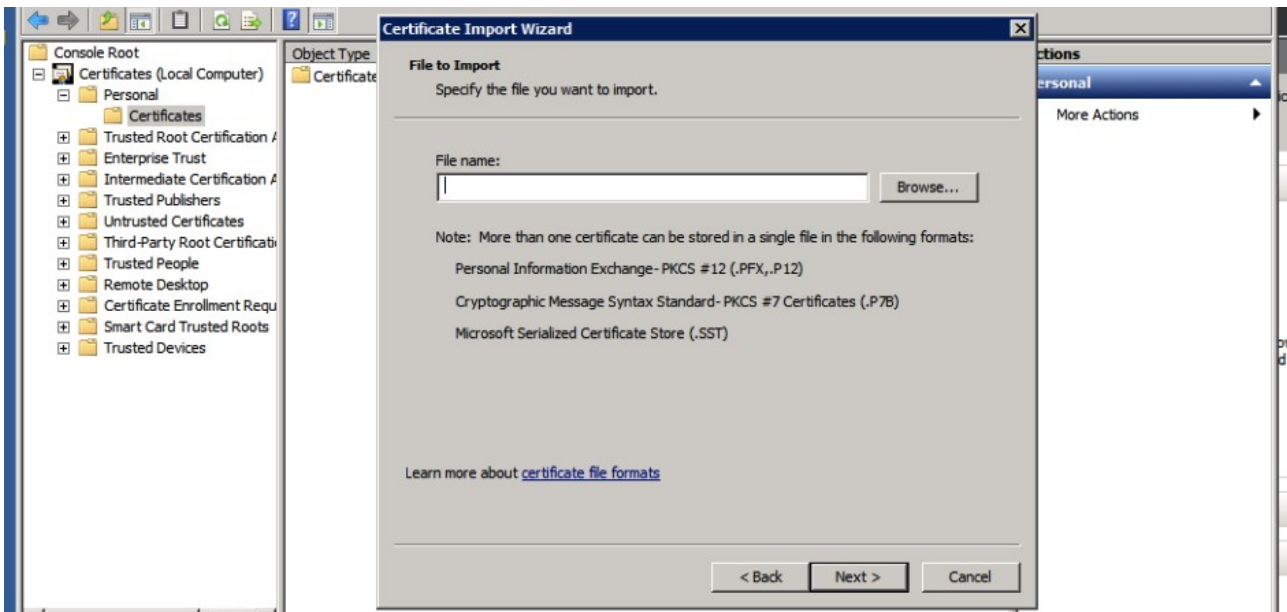 Certificate Import Wizard
Console Root
Certificates (Local Computer)
Personal
Certificates
Trusted Root Certification A
Enterprise Trust
Intermediate Certification A
Trusted Publishers
Untrusted Certificates
Third-Party Root Certificati
Trusted People
Remote Desktop
Certificate Enrollment Requ
Smart Card Trusted Roots
Trusted Devices
Object Type
Certificate
File to Import
Specify the file you want to import.
File name:
Browse...
Note: More than one certificate can be stored in a single file in the following formats:
Personal Information Exchange- PKCS #12 (.PFX,.P12)
Cryptographic Message Syntax Standard- PKCS #7 Certificates (.P7B)
Microsoft Serialized Certificate Store (.SST)
Learn more about certificate file formats
< Back
Next >
Cancel
ctions
ersonal
More Actions